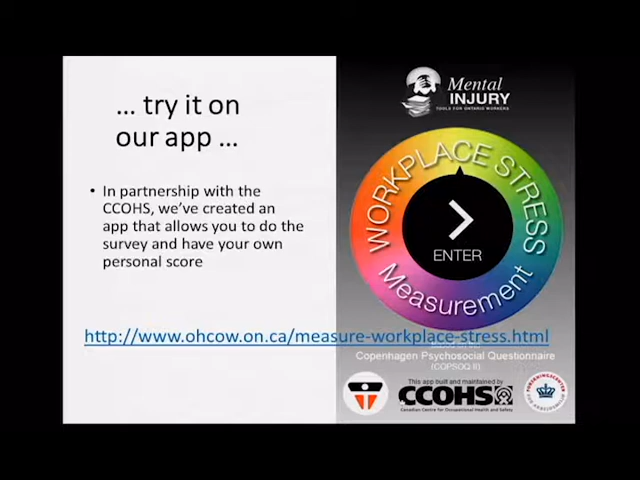 ... try it on
our app ...
• In partnership with the
CCOHS, we've created an
app that allows you to do the
survey and have your own
personal score
Mental
INJURY
TOOLS FOR ONTARIO WORKERS
WORKPLACE STRESS
ENTER
Measurement
http://www.ohcow.on.ca/measure-workplace-stress.html
Copenhagen Psychosocial Questionnaire
(COPSOQ II)
This app built and maintained by
CCOHS
Canadian Centre for Occupational Health and Safety